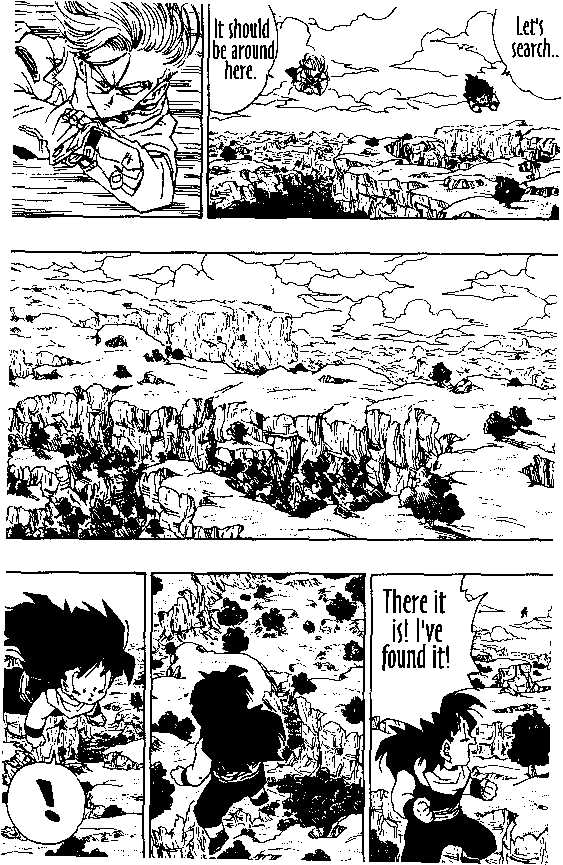 It should
be around
here.
Let's
search..
!
There it
is! I've
found it!